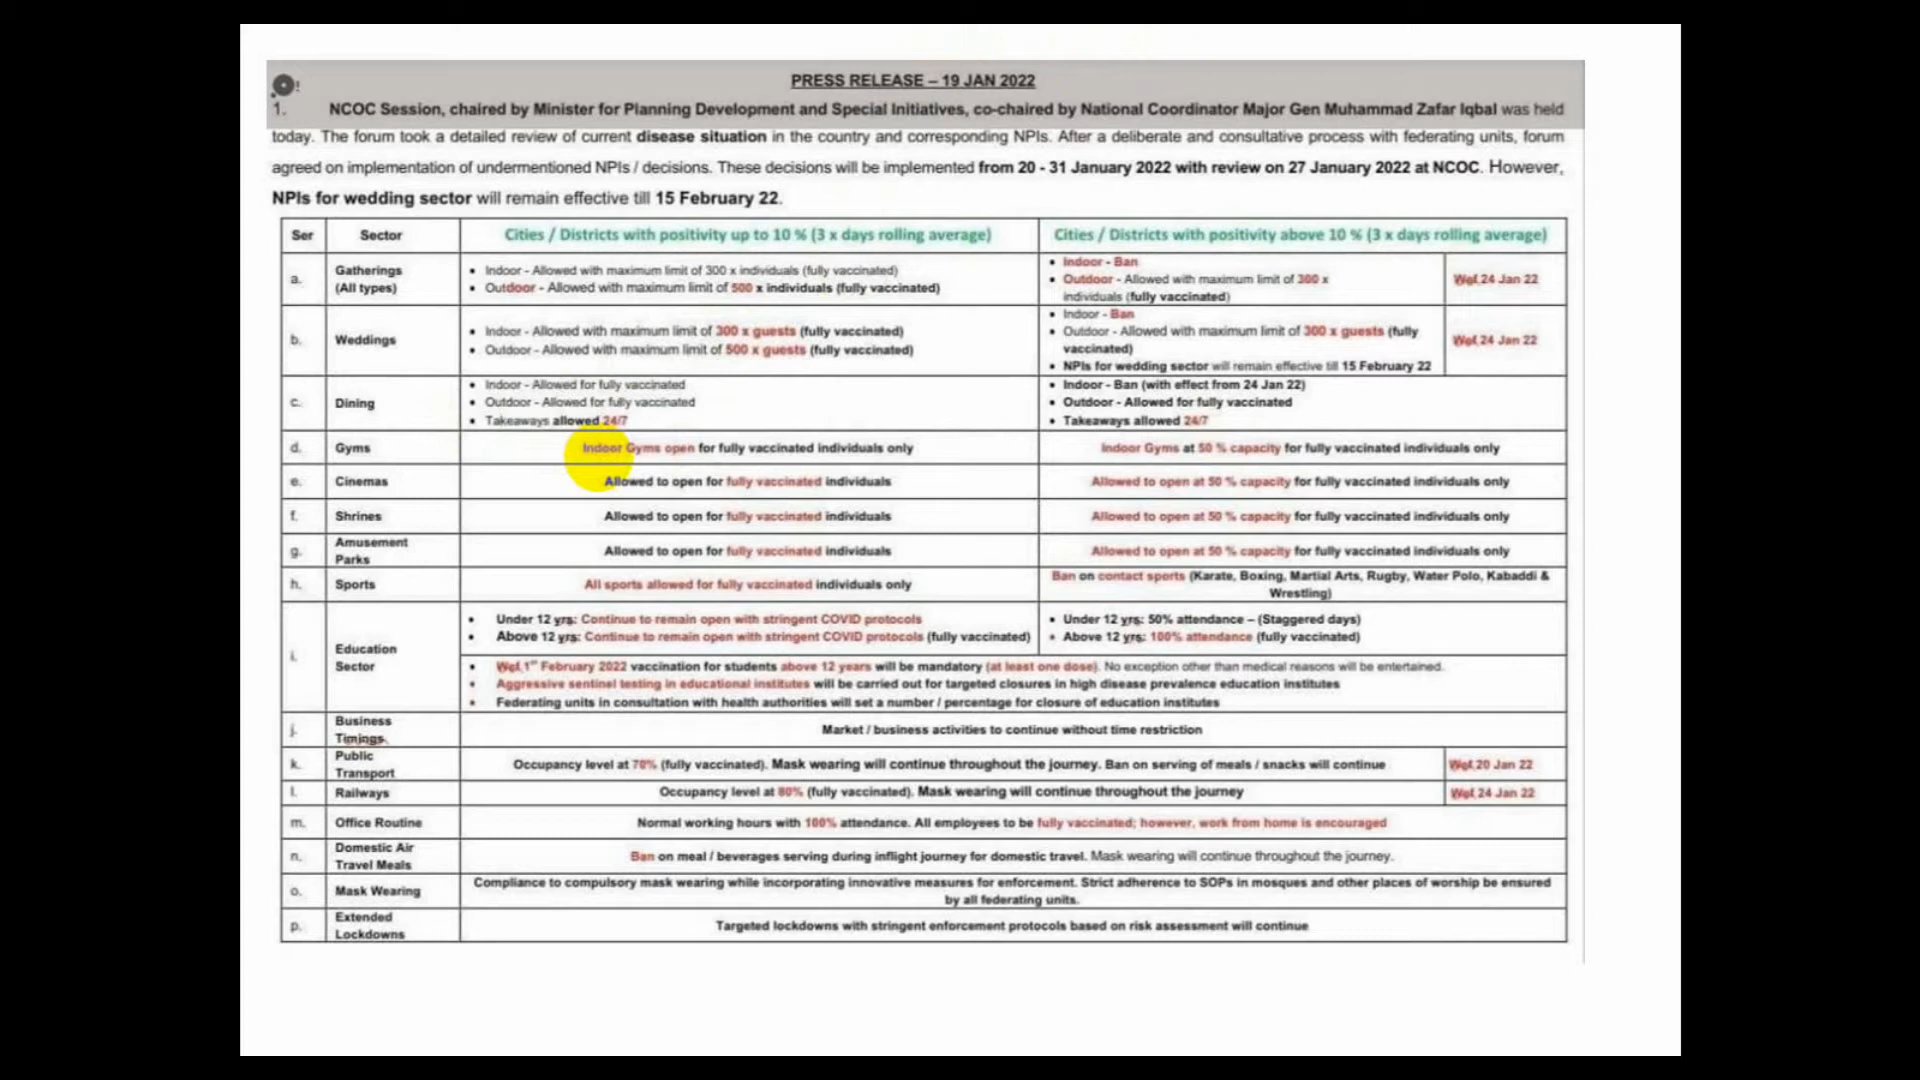 PRESS RELEASE – 19 JAN 2022
1. NCOC Session, chaired by Minister for Planning Development and Special Initiatives, co-chaired by National Coordinator Major Gen Muhammad Zafar Iqbal was held
today. The forum took a detailed review of current disease situation in the country and corresponding NPIs. After a deliberate and consultative process with federating units, forum
agreed on implementation of undermentioned NPIs / decisions. These decisions will be implemented from 20 - 31 January 2022 with review on 27 January 2022 at NCOC. However,
NPIs for wedding sector will remain effective till 15 February 22.
Ser Sector Cities / Districts with positivity up to 10 % (3 x days rolling average) Cities / Districts with positivity above 10 % (3 x days rolling average)
a. Gatherings (All types)
• Indoor - Allowed with maximum limit of 300 x individuals (fully vaccinated)
• Outdoor - Allowed with maximum limit of 500 x individuals (fully vaccinated)
• Indoor - Ban
• Outdoor - Allowed with maximum limit of 300 x
individuals (fully vaccinated)
Wef 24 Jan 22
b. Weddings
• Indoor - Allowed with maximum limit of 300 x guests (fully vaccinated)
• Outdoor - Allowed with maximum limit of 500 x guests (fully vaccinated)
• Indoor - Ban
• Outdoor - Allowed with maximum limit of 300 x guests (fully
vaccinated)
• NPIs for wedding sector will remain effective till 15 February 22
Wef 24 Jan 22
c. Dining
• Indoor - Allowed for fully vaccinated
• Outdoor - Allowed for fully vaccinated
• Takeaways allowed 24/7
• Indoor - Ban (with effect from 24 Jan 22)
• Outdoor - Allowed for fully vaccinated
• Takeaways allowed 24/7
d. Gyms Indoor Gyms open for fully vaccinated individuals only Indoor Gyms at 50 % capacity for fully vaccinated individuals only
e. Cinemas Allowed to open for fully vaccinated individuals Allowed to open at 50 % capacity for fully vaccinated individuals only
f. Shrines Allowed to open for fully vaccinated individuals Allowed to open at 50 % capacity for fully vaccinated individuals only
g. Amusement Parks Allowed to open for fully vaccinated individuals Allowed to open at 50 % capacity for fully vaccinated individuals only
h. Sports All sports allowed for fully vaccinated individuals only
Ban on contact sports (Karate, Boxing, Martial Arts, Rugby, Water Polo, Kabaddi &
Wrestling)
i. Education Sector
• Under 12 yrs: Continue to remain open with stringent COVID protocols
• Above 12 yrs: Continue to remain open with stringent COVID protocols (fully vaccinated)
• Under 12 yrs: 50% attendance – (Staggered days)
• Above 12 yrs: 100% attendance (fully vaccinated)
• Wef 1st February 2022 vaccination for students above 12 years will be mandatory (at least one dose). No exception other than medical reasons will be entertained.
• Aggressive sentinel testing in educational institutes will be carried out for targeted closures in high disease prevalence education institutes
• Federating units in consultation with health authorities will set a number / percentage for closure of education institutes
j. Business Timings Market / business activities to continue without time restriction
k. Public Transport Occupancy level at 70% (fully vaccinated). Mask wearing will continue throughout the journey. Ban on serving of meals / snacks will continue Wef 20 Jan 22
l. Railways Occupancy level at 80% (fully vaccinated). Mask wearing will continue throughout the journey Wef 24 Jan 22
m. Office Routine Normal working hours with 100% attendance. All employees to be fully vaccinated; however, work from home is encouraged
n. Domestic Air Travel Meals Ban on meal / beverages serving during inflight journey for domestic travel. Mask wearing will continue throughout the journey.
o. Mask Wearing Compliance to compulsory mask wearing while incorporating innovative measures for enforcement. Strict adherence to SOPs in mosques and other places of worship be ensured
by all federating units.
p. Extended Lockdowns Targeted lockdowns with stringent enforcement protocols based on risk assessment will continue